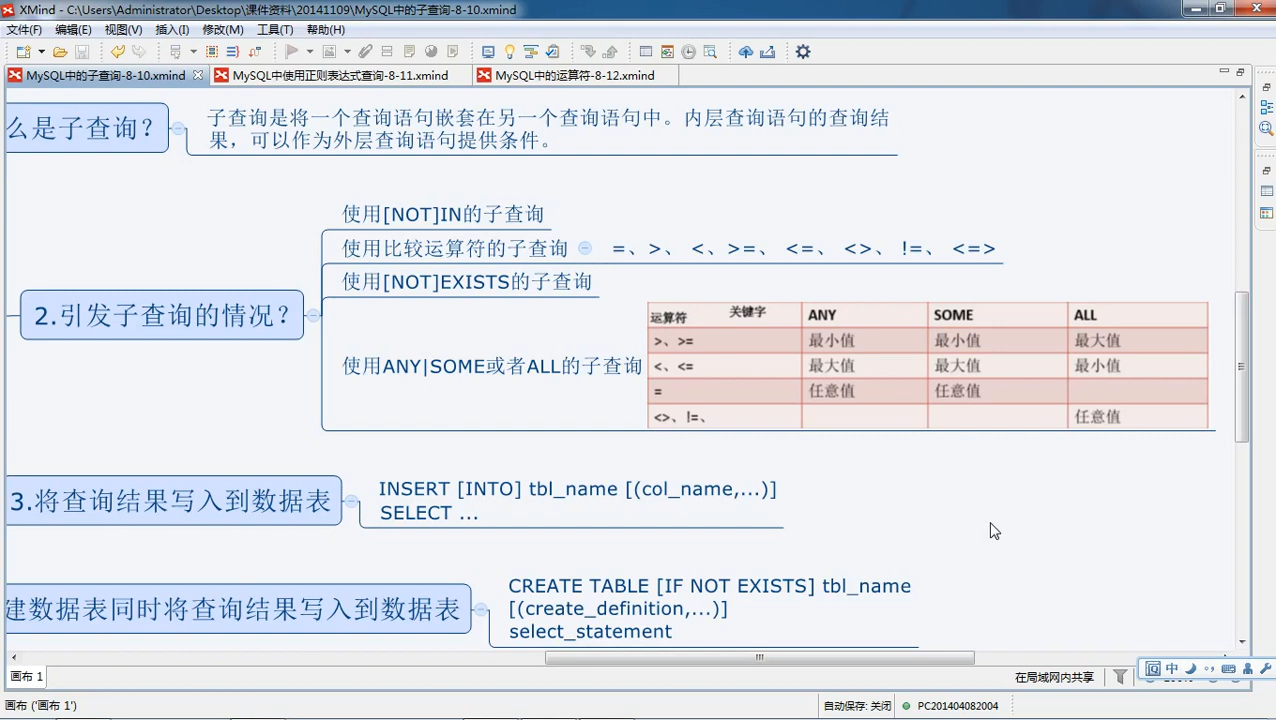 XMind - C:\Users\Administrator\Desktop\课件资料\20141109\MySQL中的子查询-8-10.xmind
文件(F) 编辑(E) 视图(V) 插入(I) 修改(M) 工具(T) 帮助(H)
MySQL中的子查询-8-10.xmind MySQL中使用正则表达式查询-8-11.xmind MySQL中的运算符-8-12.xmind
么是子查询?
子查询是将一个查询语句嵌套在另一个查询语句中。内层查询语句的查询结
果，可以作为外层查询语句提供条件。
2.引发子查询的情况?
使用[NOT]IN的子查询
使用比较运算符的子查询
=、>、 <、>=、 <=、 <>、 !=、 <=>
使用[NOT]EXISTS的子查询
使用ANY|SOME或者ALL的子查询
运算符 关键字 ANY SOME ALL
>、>= 最小值 最小值 最大值
<、<= 最大值 最大值 最小值
= 任意值 任意值
<>、!=、 任意值
3.将查询结果写入到数据表
INSERT [INTO] tbl_name [(col_name,...)]
SELECT ...
建数据表同时将查询结果写入到数据表
CREATE TABLE [IF NOT EXISTS] tbl_name
[(create_definition,...)]
select_statement
画布 1
在局域网内共享
中
画布 ('画布 1')
自动保存: 关闭
PC201404082004